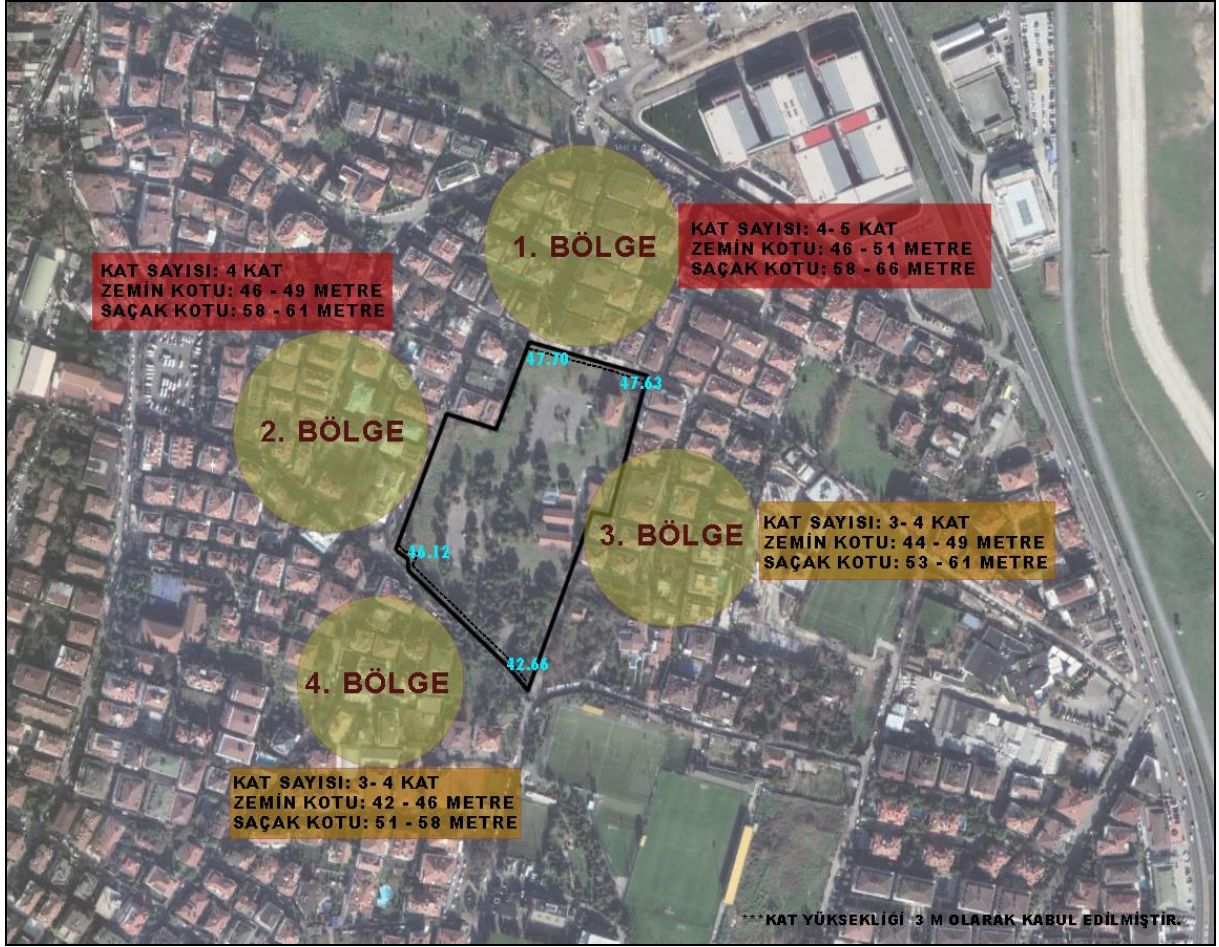 1. BÖLGE
KAT SAYISI: 4- 5 KAT
ZEMİN KOTU: 46 - 51 METRE
SAÇAK KOTU: 58 - 66 METRE
KAT SAYISI: 4 KAT
ZEMİN KOTU: 46 - 49 METRE
SAÇAK KOTU: 58 - 61 METRE
47.70
47.63
2. BÖLGE
3. BÖLGE
KAT SAYISI: 3- 4 KAT
ZEMİN KOTU: 44 - 49 METRE
SAÇAK KOTU: 53 - 61 METRE
46.12
42.66
4. BÖLGE
KAT SAYISI: 3- 4 KAT
ZEMİN KOTU: 42 - 46 METRE
SAÇAK KOTU: 51 - 58 METRE
***KAT YÜKSEKLİĞİ 3 M OLARAK KABUL EDİLMİŞTİR.